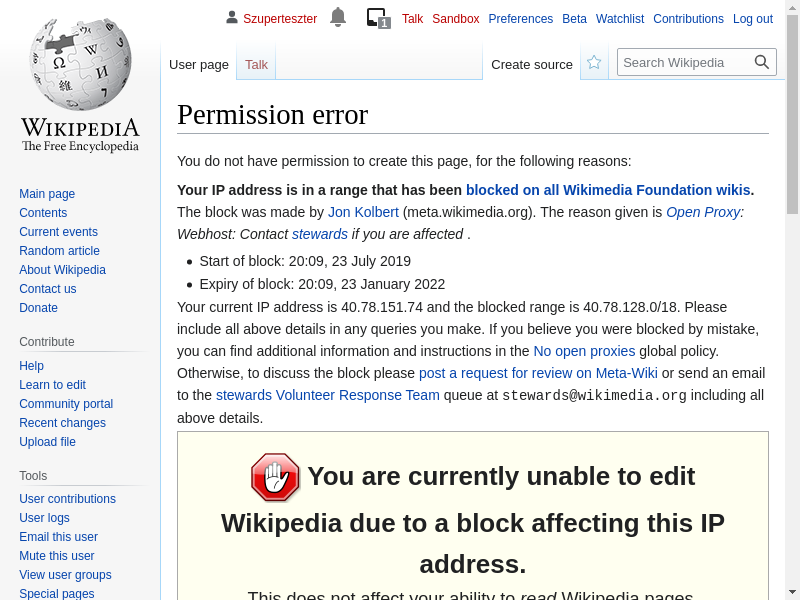 Szuperteszter 1 Talk Sandbox Preferences Beta Watchlist Contributions Log out
User page Talk Create source Search Wikipedia
WIKIPEDIA
The Free Encyclopedia
Main page
Contents
Current events
Random article
About Wikipedia
Contact us
Donate
Contribute
Help
Learn to edit
Community portal
Recent changes
Upload file
Tools
User contributions
User logs
Email this user
Mute this user
View user groups
Special pages
Permission error
You do not have permission to create this page, for the following reasons:
Your IP address is in a range that has been blocked on all Wikimedia Foundation wikis.
The block was made by Jon Kolbert (meta.wikimedia.org). The reason given is Open Proxy:
Webhost: Contact stewards if you are affected .
• Start of block: 20:09, 23 July 2019
• Expiry of block: 20:09, 23 January 2022
Your current IP address is 40.78.151.74 and the blocked range is 40.78.128.0/18. Please
include all above details in any queries you make. If you believe you were blocked by mistake,
you can find additional information and instructions in the No open proxies global policy.
Otherwise, to discuss the block please post a request for review on Meta-Wiki or send an email
to the stewards Volunteer Response Team queue at stewards@wikimedia.org including all
above details.
You are currently unable to edit
Wikipedia due to a block affecting this IP
address.
This does not affect your ability to read Wikipedia pages.